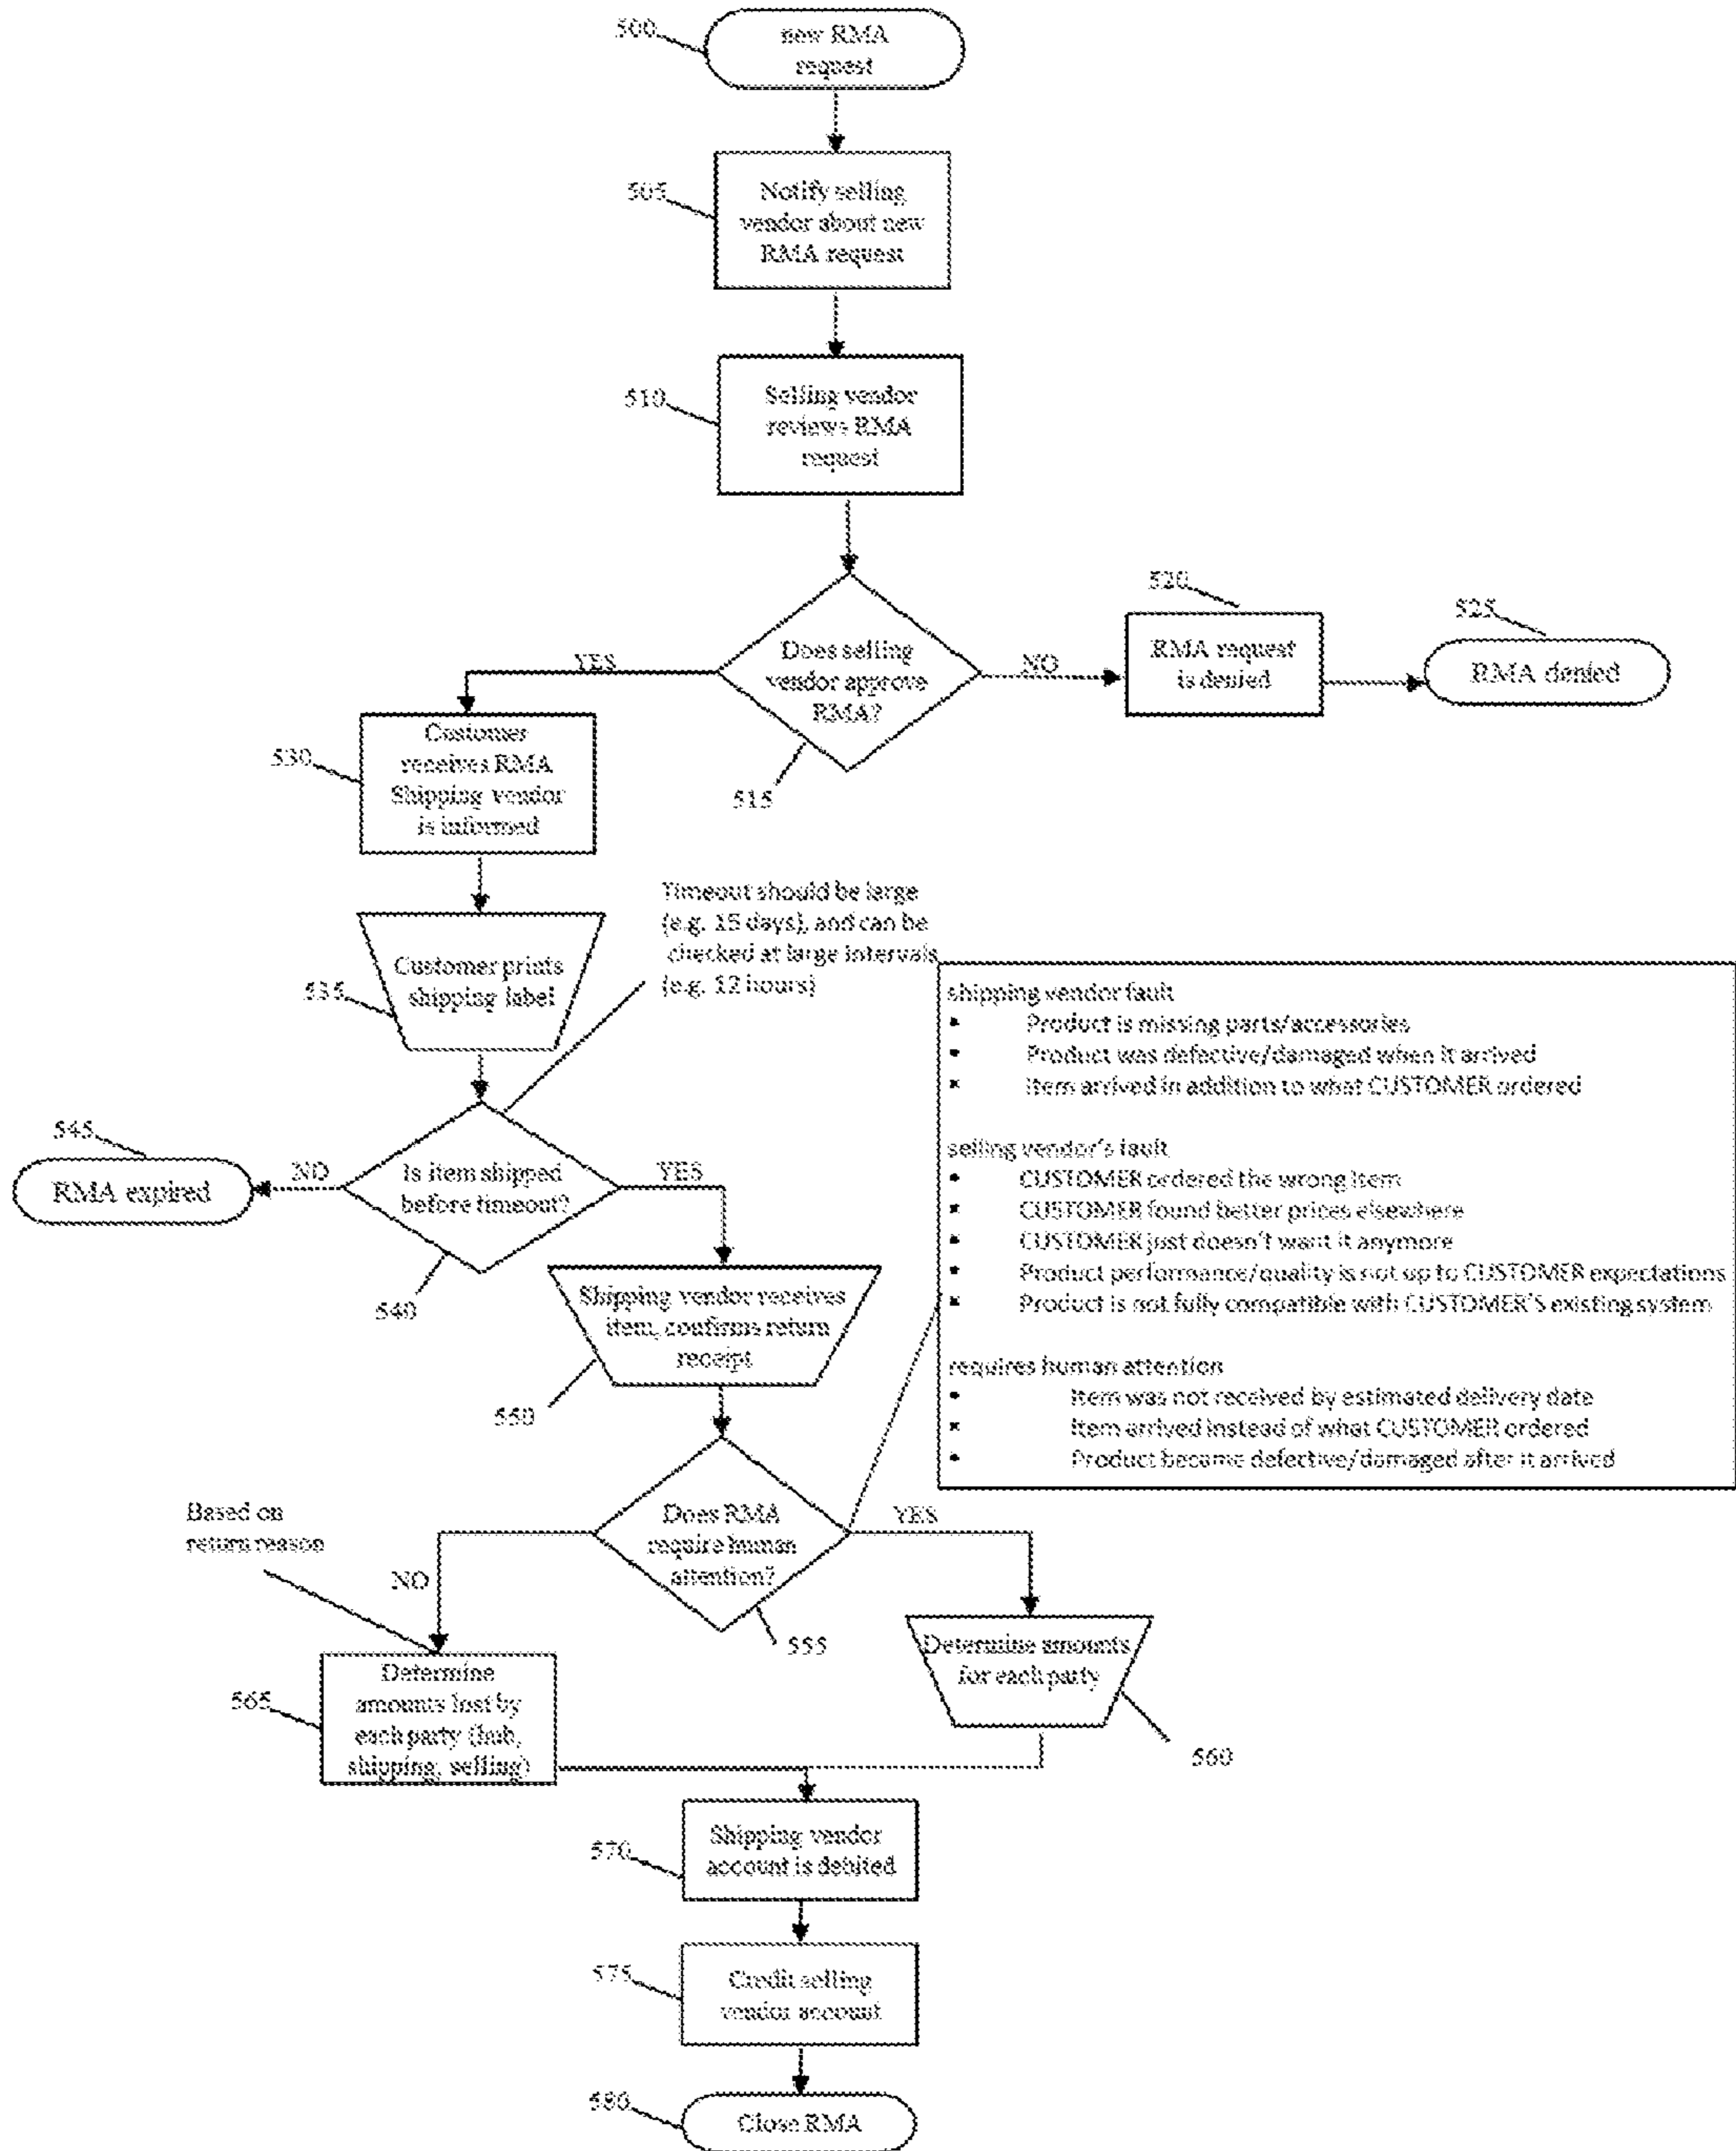 500
new RMA
request
505
Notify selling
vendor about new
RMA request
510
Selling vendor
reviews RMA
request
520
525
Does selling
vendor approve
RMA?
YES
NO
RMA request
is denied
RMA denied
515
530
Customer
receives RMA
Shipping vendor
is informed
Timeout should be large
(e.g. 15 days), and can be
checked at large intervals
(e.g. 12 hours)
535
Customer prints
shipping label
545
RMA expired
NO
Is item shipped
before timeout?
YES
540
550
Shipping vendor receives
item, confirms return
receipt
shipping vendor fault
• Product is missing parts/accessories
• Product was defective/damaged when it arrived
• Item arrived in addition to what CUSTOMER ordered
selling vendor's fault
• CUSTOMER ordered the wrong item
• CUSTOMER found better prices elsewhere
• CUSTOMER just doesn't want it anymore
• Product performance/quality is not up to CUSTOMER expectations
• Product is not fully compatible with CUSTOMER'S existing system
requires human attention
• Item was not received by estimated delivery date
• Item arrived instead of what CUSTOMER ordered
• Product became defective/damaged after it arrived
Based on
return reason
Does RMA
require human
attention?
NO
YES
555
565
Determine
amounts lost by
each party (hub,
shipping, selling)
Determine amounts
for each party
560
570
Shipping vendor
account is debited
575
Credit selling
vendor account
580
Close RMA